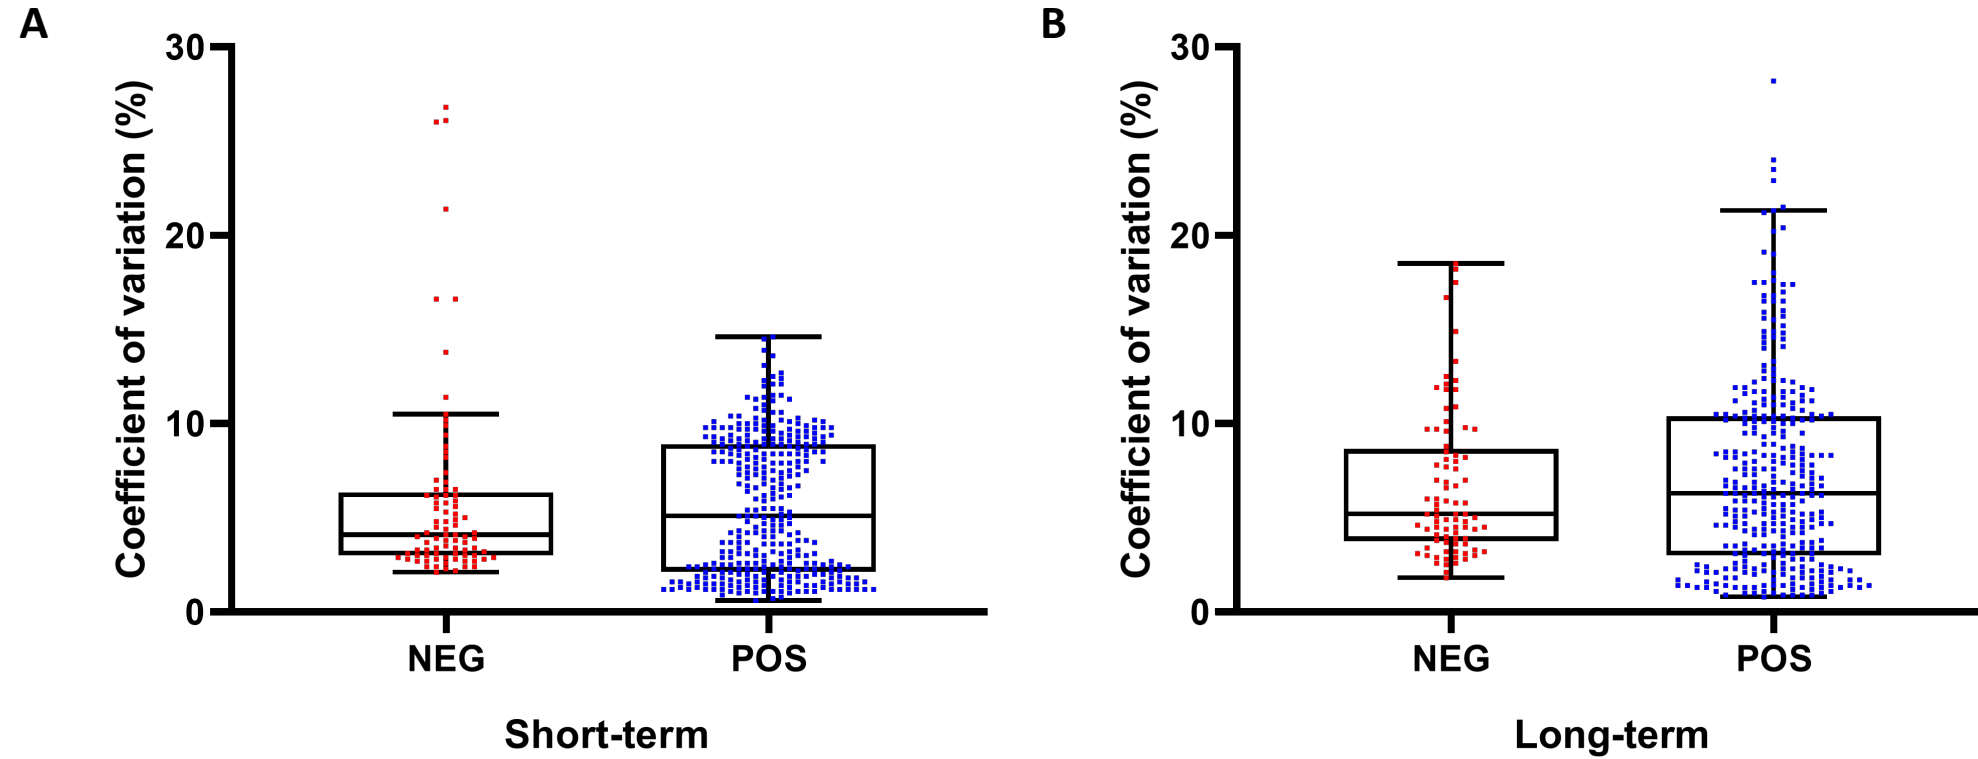 A
Coefficient of variation (%)
30
20
10
0
NEG POS
Short-term
B
Coefficient of variation (%)
30
20
10
0
NEG POS
Long-term